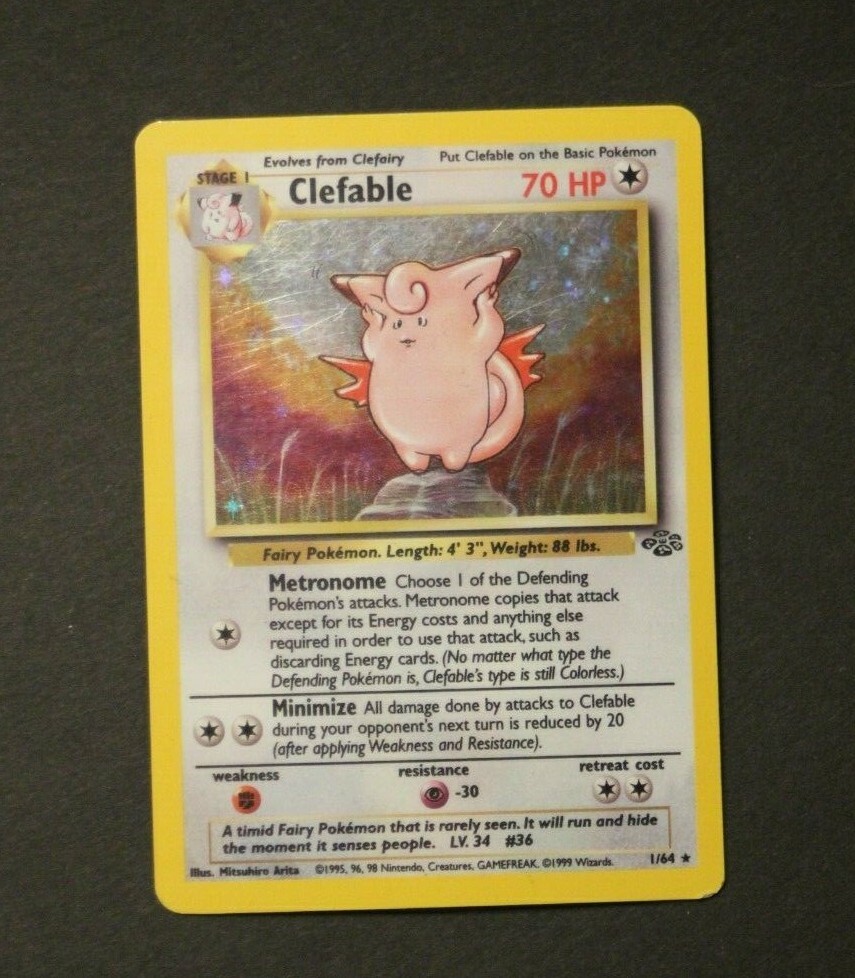 Evolves from Clefairy Put Clefable on the Basic Pokémon
STAGE 1
Clefable 70 HP
Fairy Pokémon. Length: 4' 3", Weight: 88 lbs.
Metronome Choose 1 of the Defending
Pokémon's attacks. Metronome copies that attack
except for its Energy costs and anything else
required in order to use that attack, such as
discarding Energy cards. (No matter what type the
Defending Pokémon is, Clefable's type is still Colorless.)
Minimize All damage done by attacks to Clefable
during your opponent's next turn is reduced by 20
(after applying Weakness and Resistance).
weakness resistance retreat cost
-30
A timid Fairy Pokémon that is rarely seen. It will run and hide
the moment it senses people. LV. 34 #36
Illus. Mitsuhiro Arita ©1995, 96, 98 Nintendo, Creatures, GAMEFREAK. ©1999 Wizards. 1/64 ★